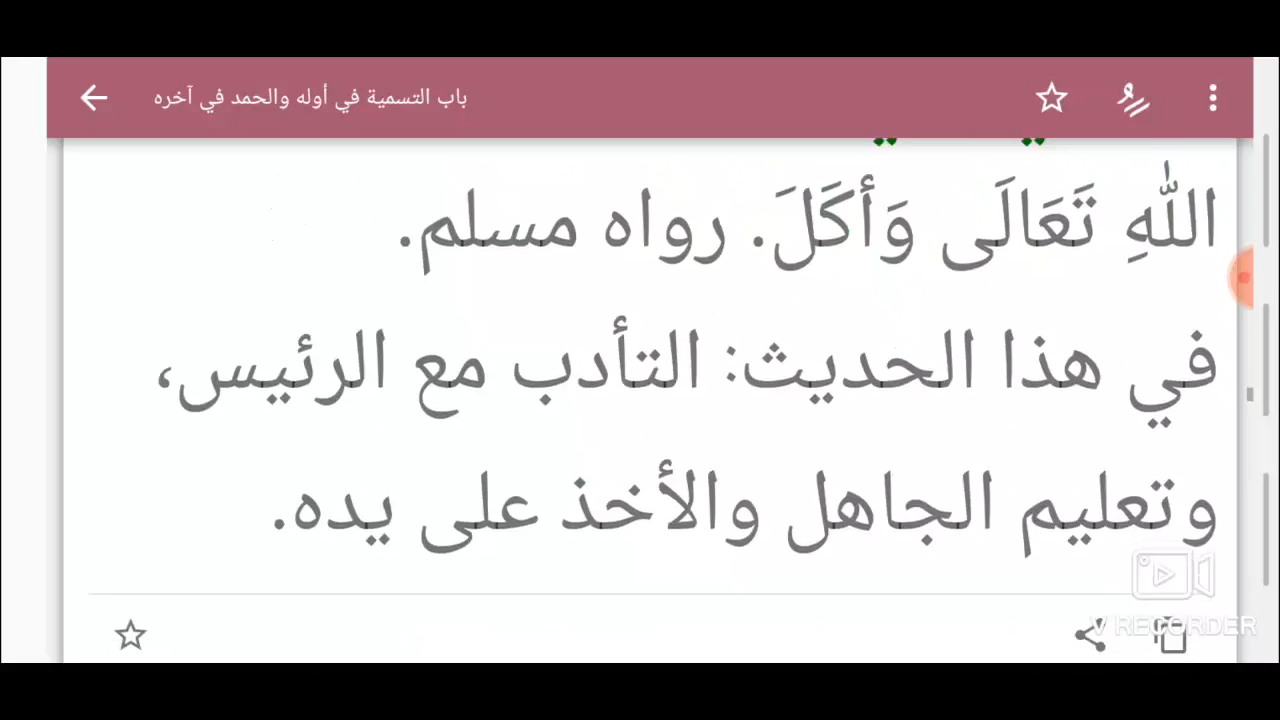 باب التسمية في أوله والحمد في آخره
اللّٰهِ تَعَالَى وَأَكَلَ. رواه مسلم.
في هذا الحديث: التأدب مع الرئيس،
وتعليم الجاهل والأخذ على يده.
V RECORDER